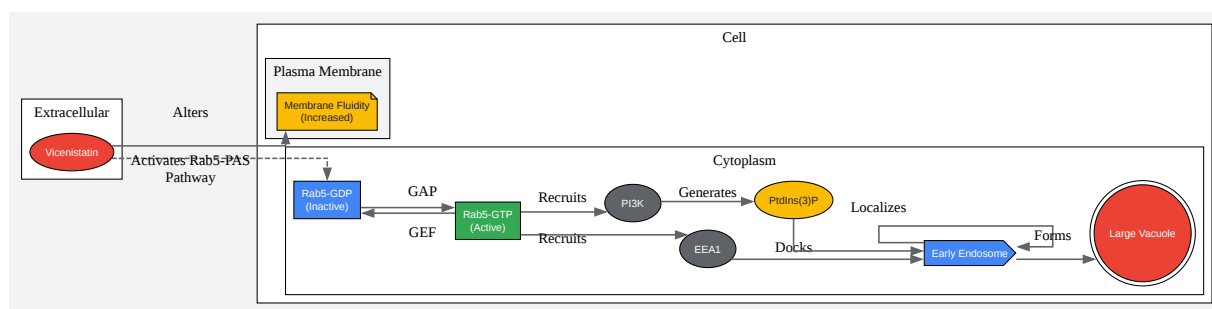 Cell
Plasma Membrane
Membrane Fluidity
(Increased)
Extracellular
Vicenistatin
Alters
Activates Rab5-PAS
Pathway
Cytoplasm
Rab5-GDP
(Inactive)
GAP
GEF
Rab5-GTP
(Active)
Recruits
Recruits
PI3K
EEA1
Generates
PtdIns(3)P
Docks
Localizes
Early Endosome
Forms
Large Vacuole